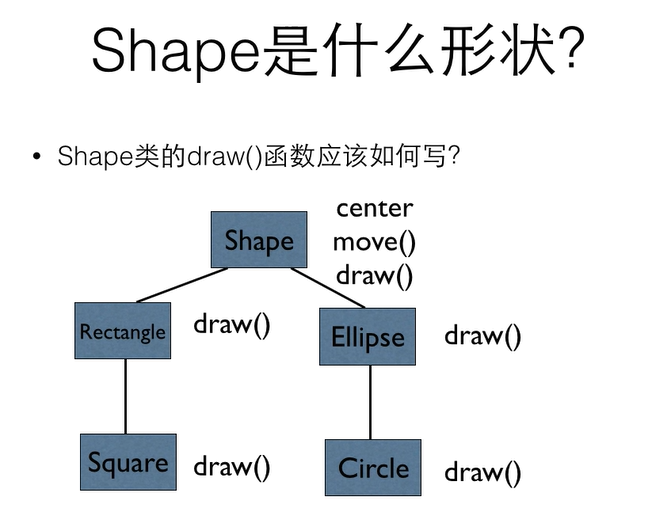 Shape是什么形状?
• Shape类的draw()函数应该如何写?
center
Shape
move()
draw()
Rectangle
draw()
Ellipse
draw()
Square
draw()
Circle
draw()